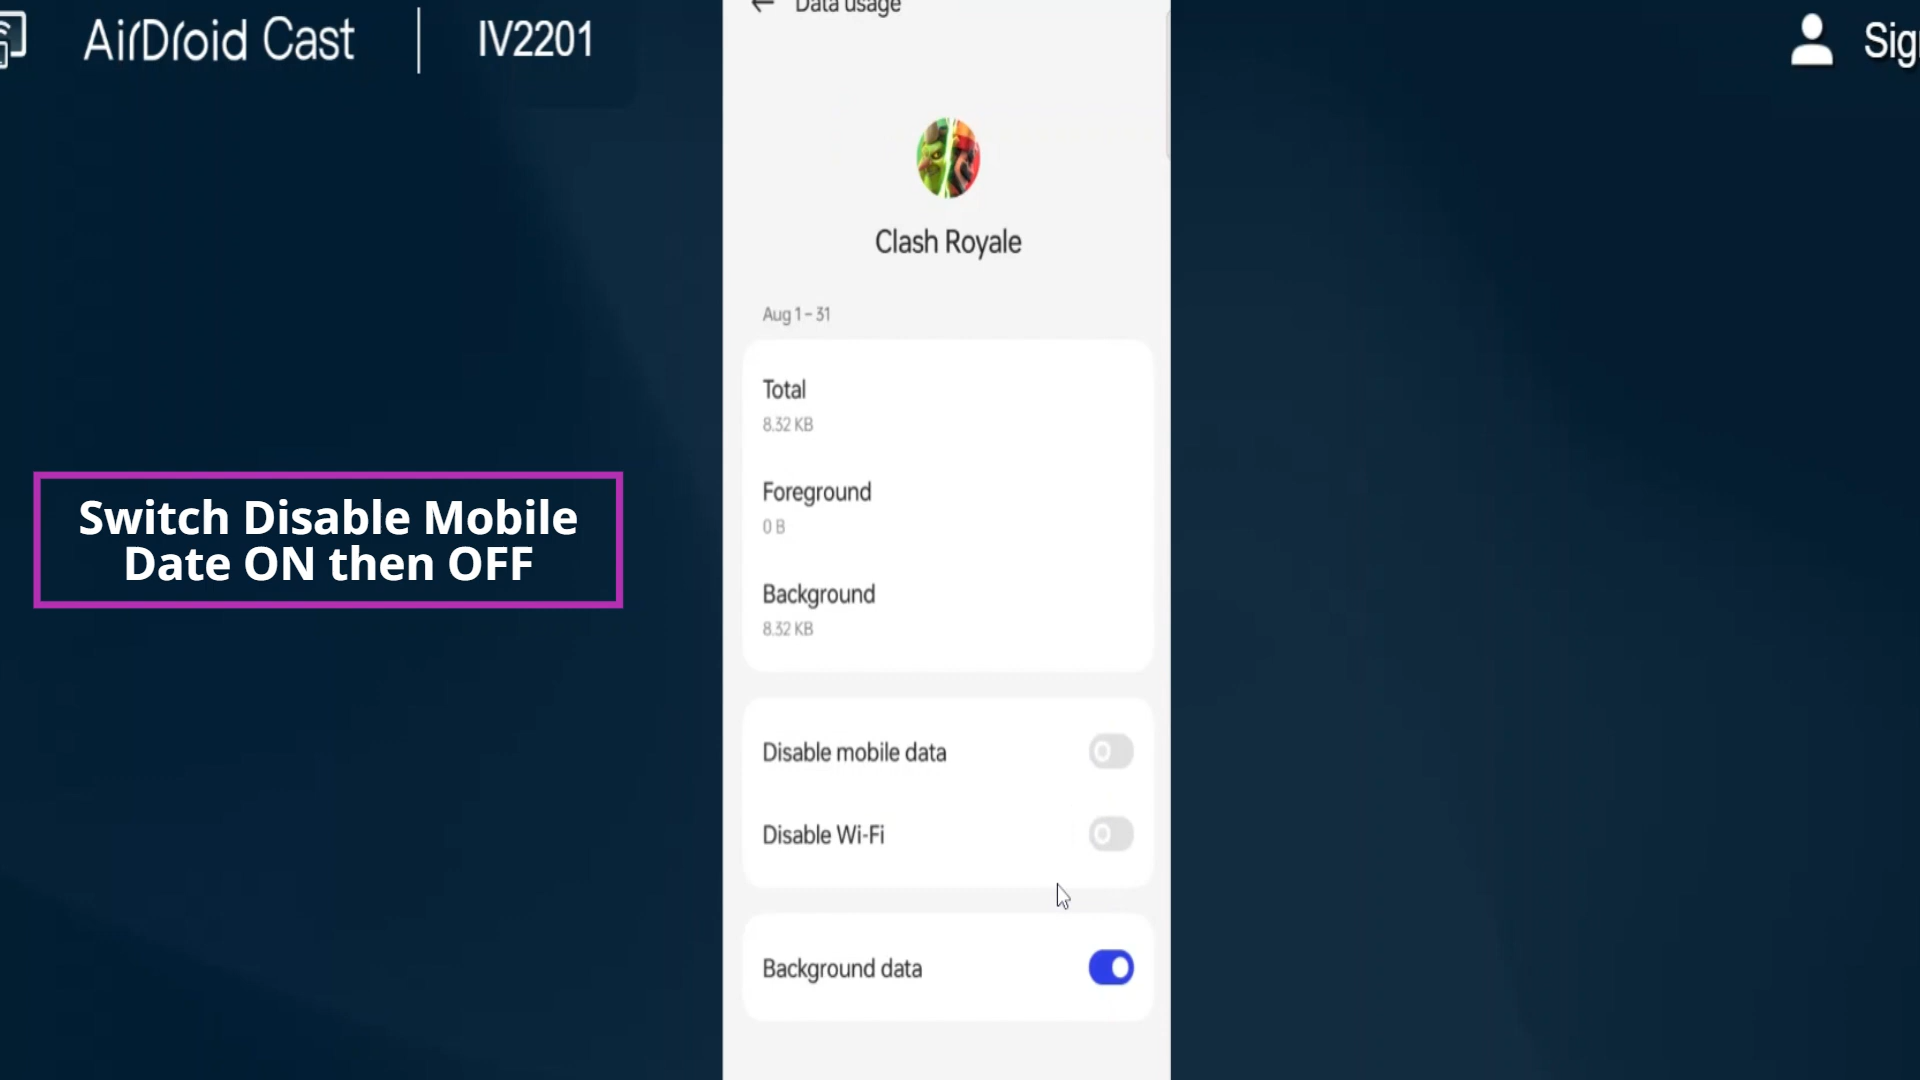 AirDroid Cast
IV2201
Data usage
Sig
Clash Royale
Aug 1 – 31
Total
8.32 KB
Foreground
0 B
Background
8.32 KB
Switch Disable Mobile
Date ON then OFF
Disable mobile data
Disable Wi-Fi
Background data